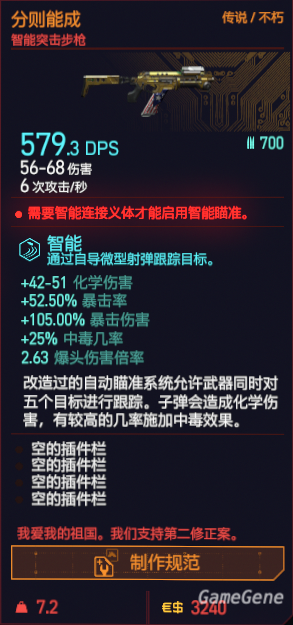 分则能成
传说 / 不朽
智能突击步枪
579.3 DPS
700
56-68 伤害
6 次攻击/秒
需要智能连接义体才能启用智能瞄准。
智能
通过自导微型射弹跟踪目标。
+42-51 化学伤害
+52.50% 暴击率
+105.00% 暴击伤害
+25% 中毒几率
2.63 爆头伤害倍率
改造过的自动瞄准系统允许武器同时对
五个目标进行跟踪。子弹会造成化学伤
害，有较高的几率施加中毒效果。
空的插件栏
空的插件栏
空的插件栏
空的插件栏
我爱我的祖国。我们支持第二修正案。
制作规范
7.2
€$ 3240
GameGene